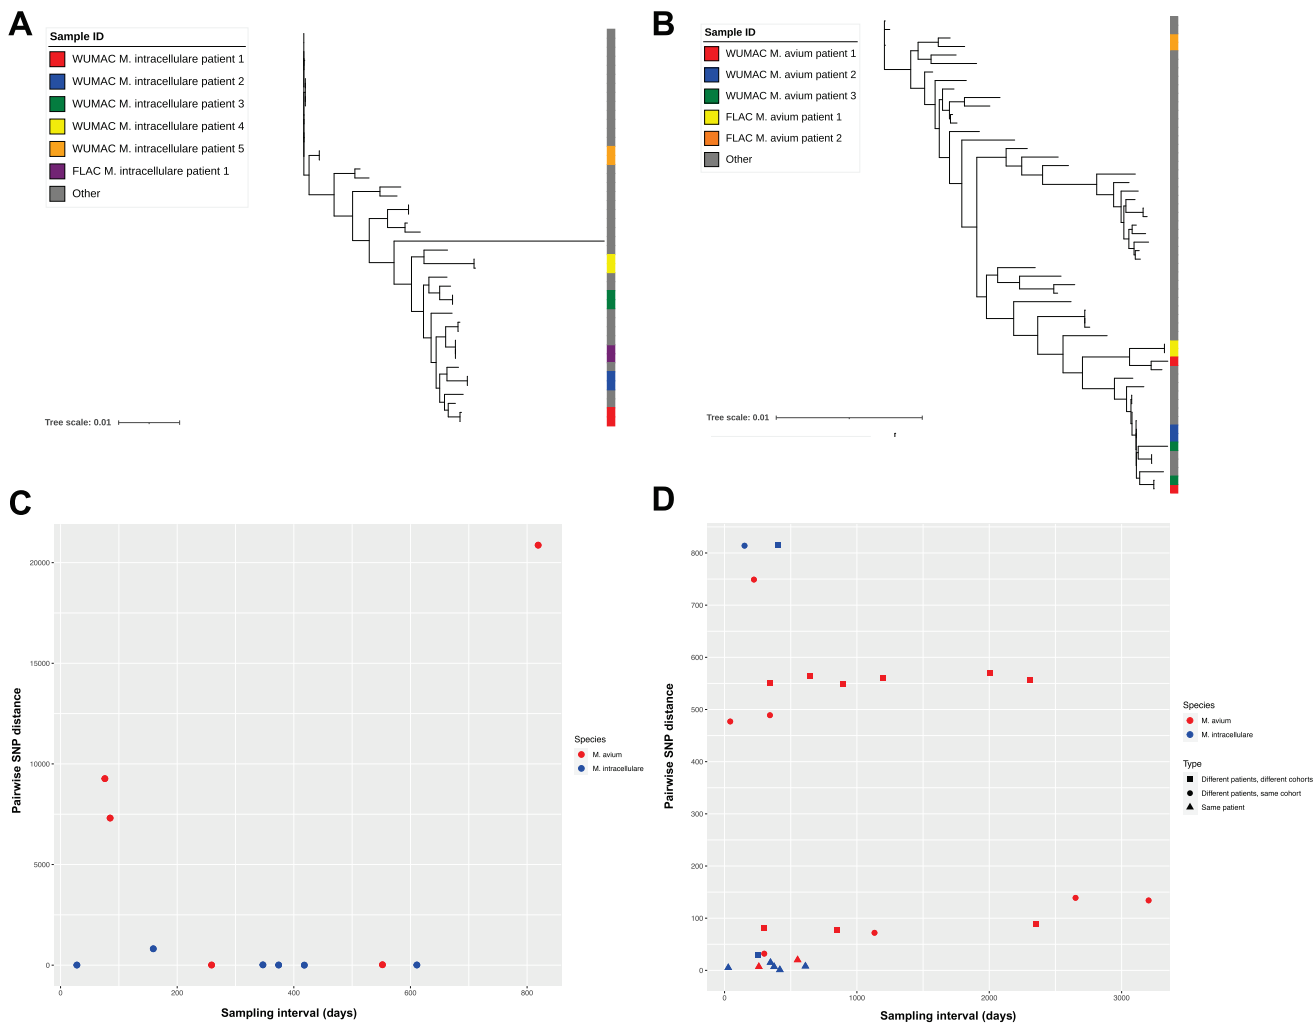 A
Sample ID
WUMAC M. intracellulare patient 1
WUMAC M. intracellulare patient 2
WUMAC M. intracellulare patient 3
WUMAC M. intracellulare patient 4
WUMAC M. intracellulare patient 5
FLAC M. intracellulare patient 1
Other
Tree scale: 0.01
B
Sample ID
WUMAC M. avium patient 1
WUMAC M. avium patient 2
WUMAC M. avium patient 3
FLAC M. avium patient 1
FLAC M. avium patient 2
Other
Tree scale: 0.01
C
Pairwise SNP distance
20000
15000
10000
5000
0
0 200 400 600 800
Sampling interval (days)
Species
M. avium
M. intracellulare
D
Pairwise SNP distance
800
700
600
500
400
300
200
100
0
0 1000 2000 3000
Sampling interval (days)
Species
M. avium
M. intracellulare
Type
Different patients, different cohorts
Different patients, same cohort
Same patient